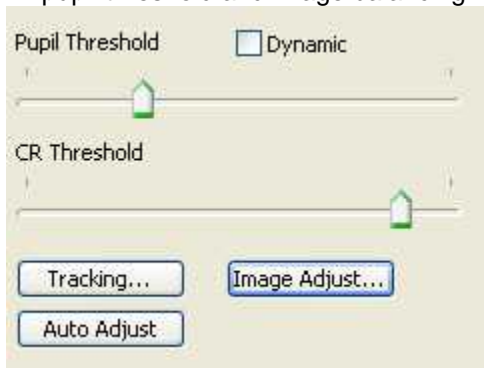 Pupil Threshold Dynamic
CR Threshold
Tracking... Image Adjust...
Auto Adjust